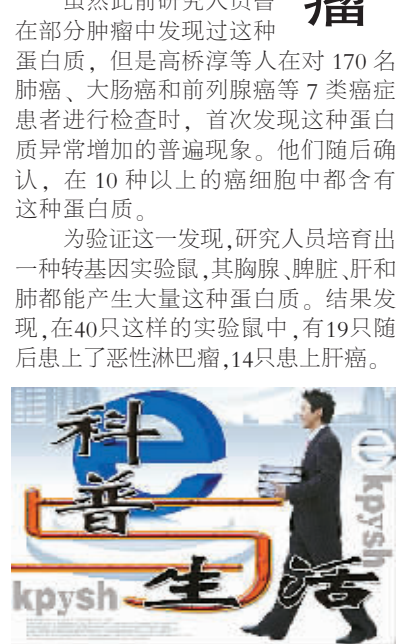 瘤
虽然此前研究人员曾
在部分肿瘤中发现过这种
蛋白质，但是高桥淳等人在对 170 名
肺癌、大肠癌和前列腺癌等 7 类癌症
患者进行检查时，首次发现这种蛋白
质异常增加的普遍现象。他们随后确
认，在 10 种以上的癌细胞中都含有
这种蛋白质。
为验证这一发现,研究人员培育出
一种转基因实验鼠,其胸腺、脾脏、肝和
肺都能产生大量这种蛋白质。结果发
现,在40只这样的实验鼠中,有19只随
后患上了恶性淋巴瘤,14只患上肝癌。
科普生活
kpysh
kpysh